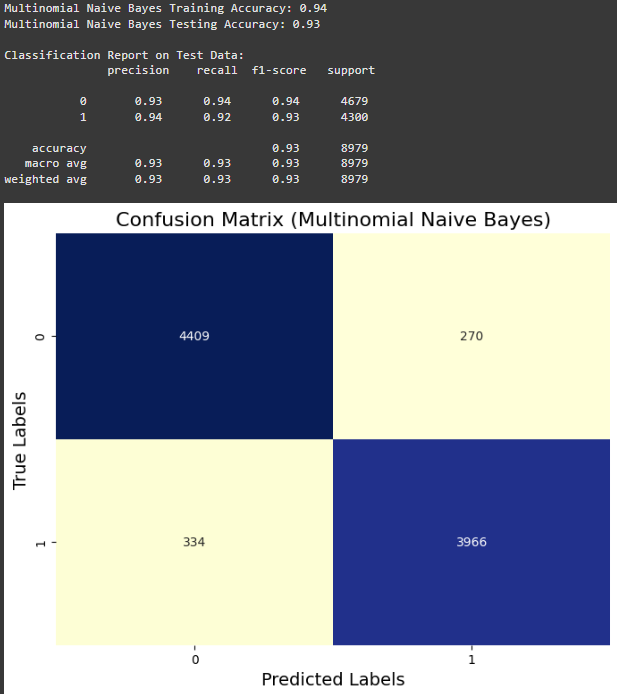 Multinomial Naive Bayes Training Accuracy: 0.94
Multinomial Naive Bayes Testing Accuracy: 0.93
Classification Report on Test Data:
precision recall f1-score support
0 0.93 0.94 0.94 4679
1 0.94 0.92 0.93 4300
accuracy 0.93 8979
macro avg 0.93 0.93 0.93 8979
weighted avg 0.93 0.93 0.93 8979
Confusion Matrix (Multinomial Naive Bayes)
0 4409 270
True Labels
1 334 3966
0 1
Predicted Labels